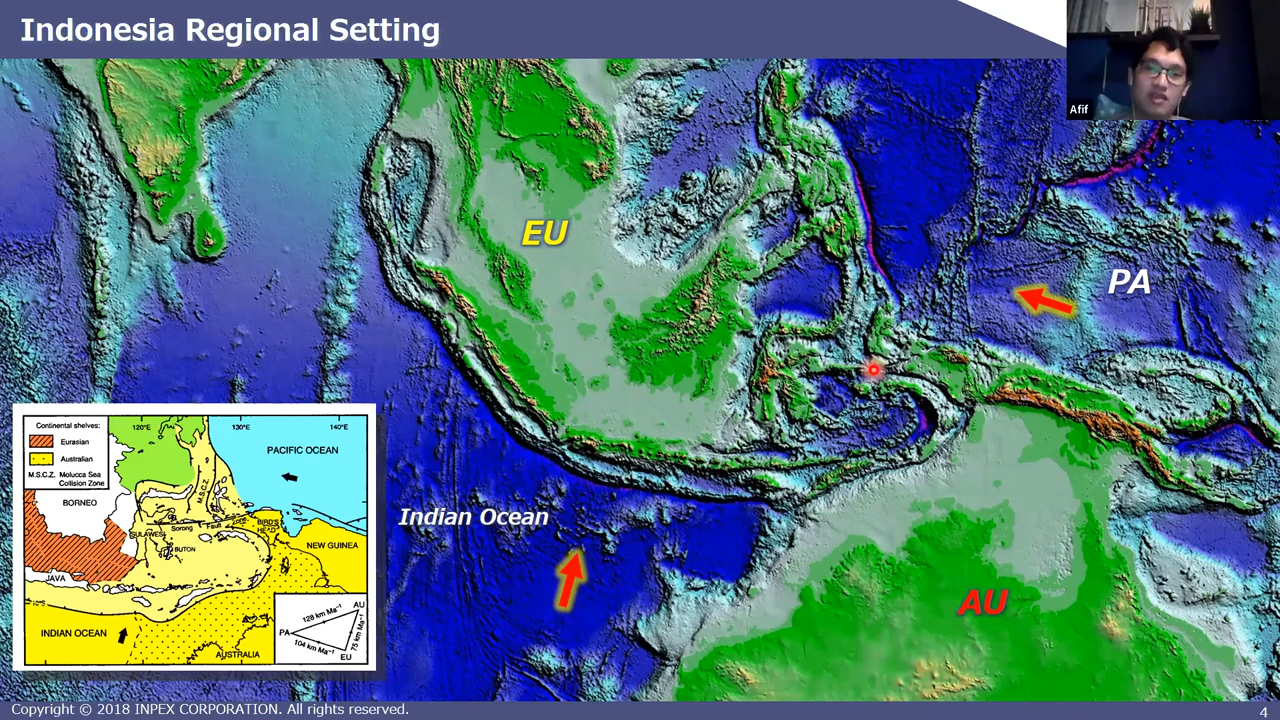 Indonesia Regional Setting
Afif
EU
PA
Indian Ocean
AU
Continental shelves:
Eurasian
Australian
M.S.C.Z. Molucca Sea
Collision Zone
120°E
130°E
140°E
PACIFIC OCEAN
M.S.C.Z.
BORNEO
Sorong
Fault
Zone
BIRD'S
HEAD
SULAWESI
BUTON
NEW GUINEA
JAVA
INDIAN OCEAN
AUSTRALIA
128 km Ma⁻¹
AU
PA
75 km Ma⁻¹
104 km Ma⁻¹
EU
Copyright © 2018 INPEX CORPORATION. All rights reserved.
4